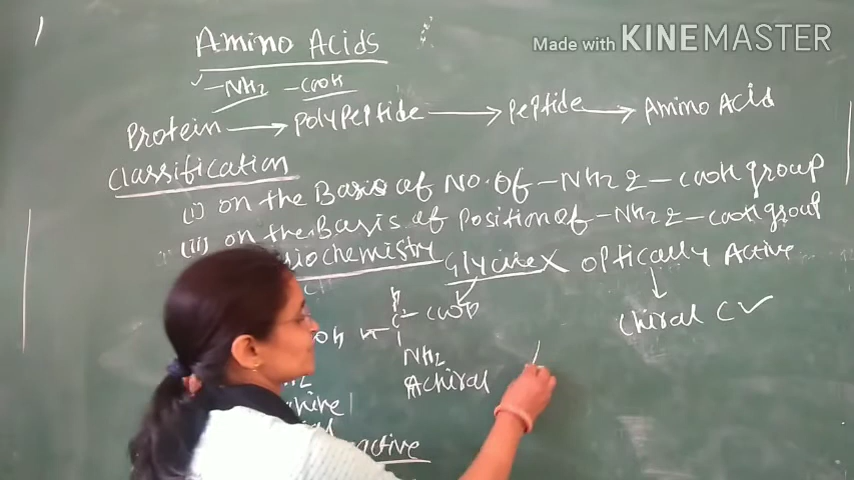 Made with KINEMASTER
Amino Acids
-NH2 -COOH
Protein → Polypeptide → Peptide → Amino Acid
Classification
(i) on the Basis of No. Of -NH2 & -COOH group
(ii) on the Basis of Position of -NH2 & -COOH group
iochemistry Glycine X optically Active
↓
H
H-C-COOH
Chiral C ✓
NH2
Achiral
active